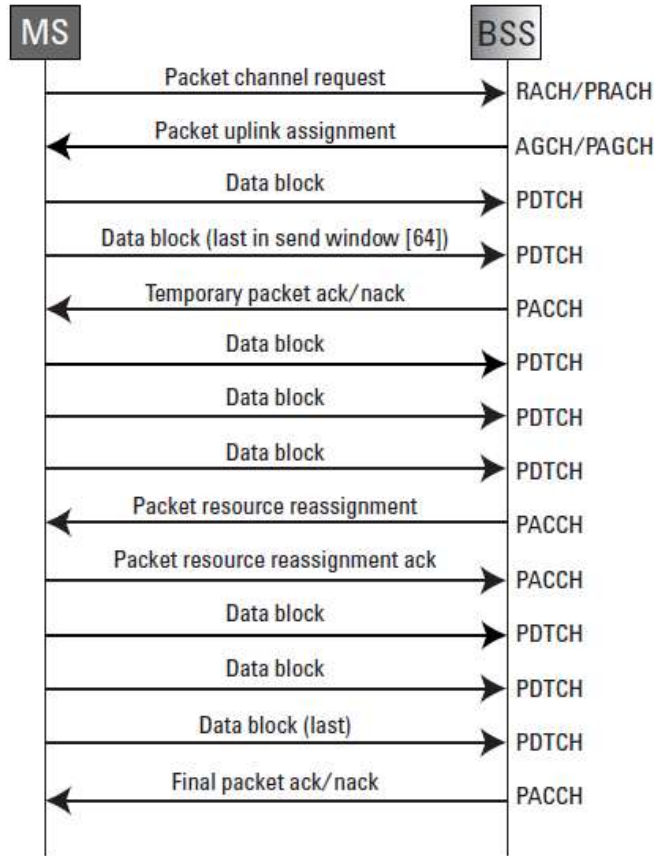 MS BSS
Packet channel request RACH/PRACH
Packet uplink assignment AGCH/PAGCH
Data block PDTCH
Data block (last in send window [64]) PDTCH
Temporary packet ack/nack PACCH
Data block PDTCH
Data block PDTCH
Data block PDTCH
Packet resource reassignment PACCH
Packet resource reassignment ack PACCH
Data block PDTCH
Data block PDTCH
Data block (last) PDTCH
Final packet ack/nack PACCH